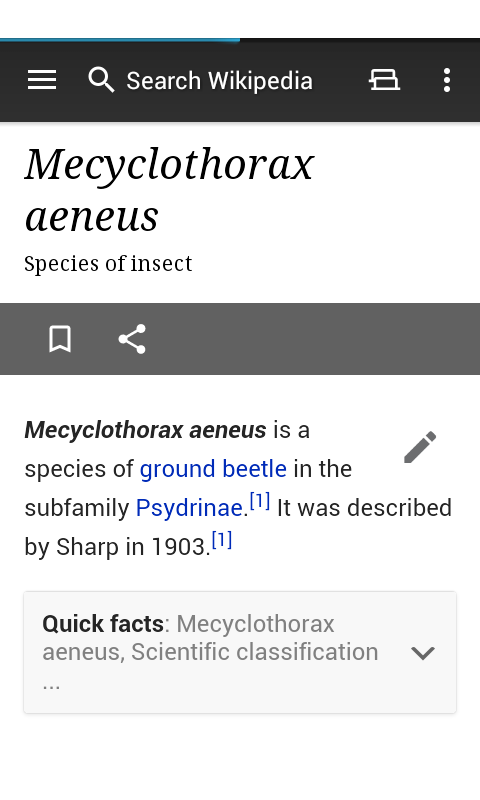 Search Wikipedia
Mecyclothorax
aeneus
Species of insect
Mecyclothorax aeneus is a
species of ground beetle in the
subfamily Psydrinae.[1] It was described
by Sharp in 1903.[1]
Quick facts: Mecyclothorax
aeneus, Scientific classification
...